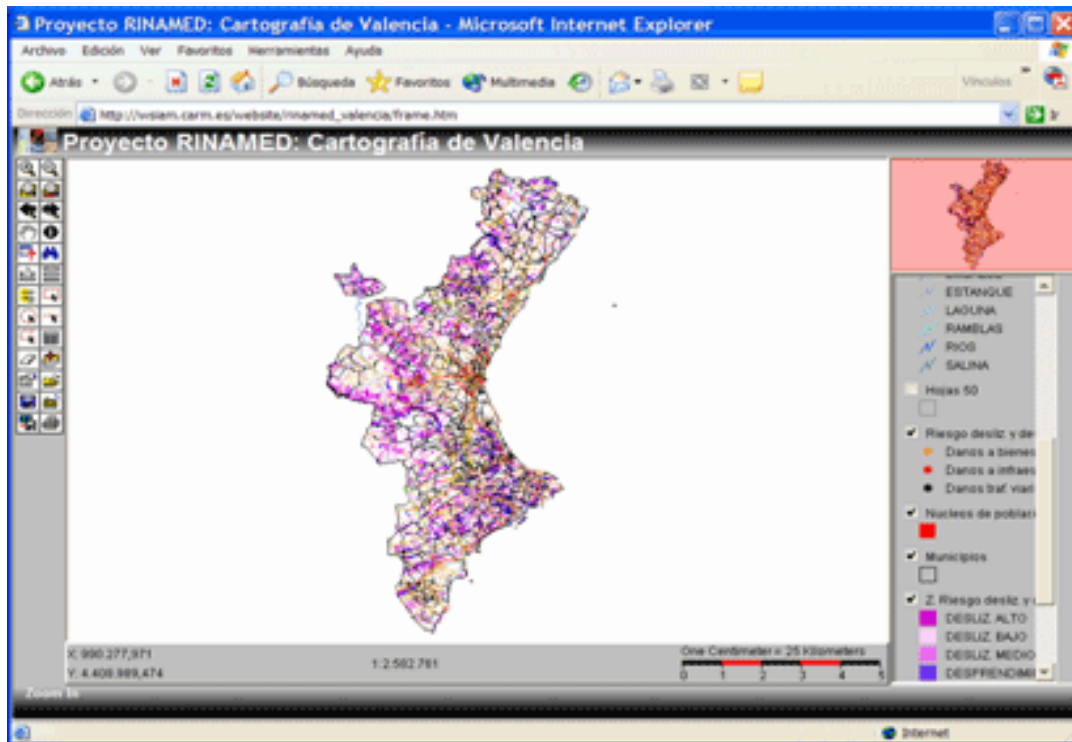 Proyecto RINAMED: Cartografía de Valencia - Microsoft Internet Explorer
Archivo Edición Ver Favoritos Herramientas Ayuda
Atrás Búsqueda Favoritos Multimedia Vínculos
Dirección http://wsiam.carm.es/website/rinamed_valencia/frame.htm Ir
Proyecto RINAMED: Cartografía de Valencia
ESTANQUE
LAGUNA
RAMBLAS
RIOS
SALINA
Hojas 50
Riesgo desliz. y de
Danos a bienes
Danos a infraes
Danos traf. viari
Nucleos de poblac
Municipios
Z. Riesgo desliz. y
DESLIZ. ALTO
DESLIZ. BAJO
DESLIZ. MEDIO
DESPRENDIMI
X: 990.277,971
Y: 4.408.989,474
1:2.582.761
One Centimeter = 25 Kilometers
0 1 2 3 4 5
Zoom In
Internet